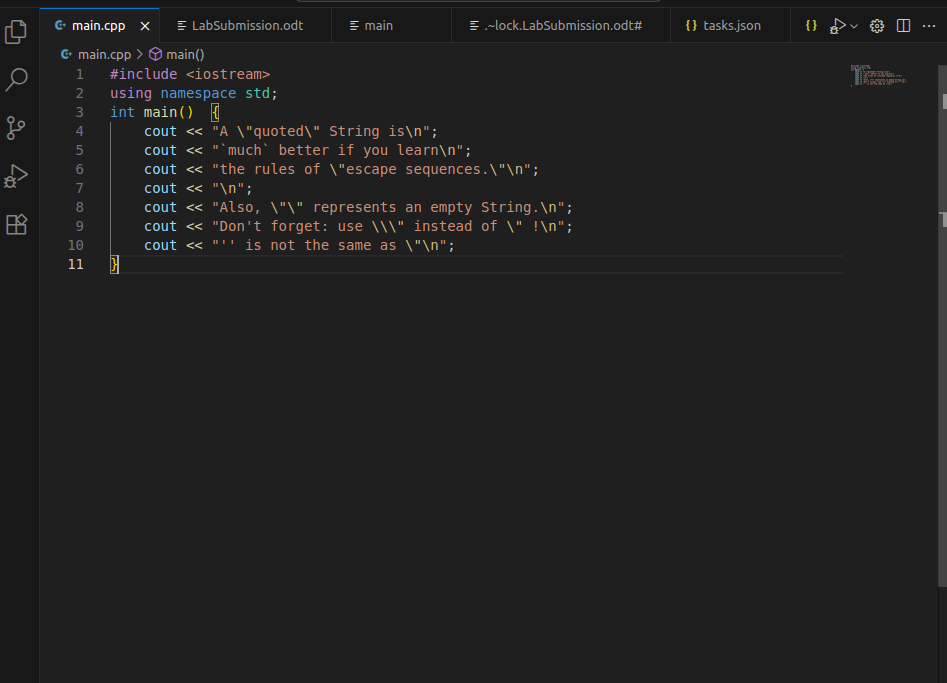 main.cpp LabSubmission.odt main .~lock.LabSubmission.odt# {} tasks.json {}
main.cpp > main()
1 #include <iostream>
2 using namespace std;
3 int main()  {
4     cout << "A \"quoted\" String is\n";
5     cout << "`much` better if you learn\n";
6     cout << "the rules of \"escape sequences.\"\n";
7     cout << "\n";
8     cout << "Also, \"\" represents an empty String.\n";
9     cout << "Don't forget: use \\\" instead of \" !\n";
10     cout << "'' is not the same as \"\n";
11 }